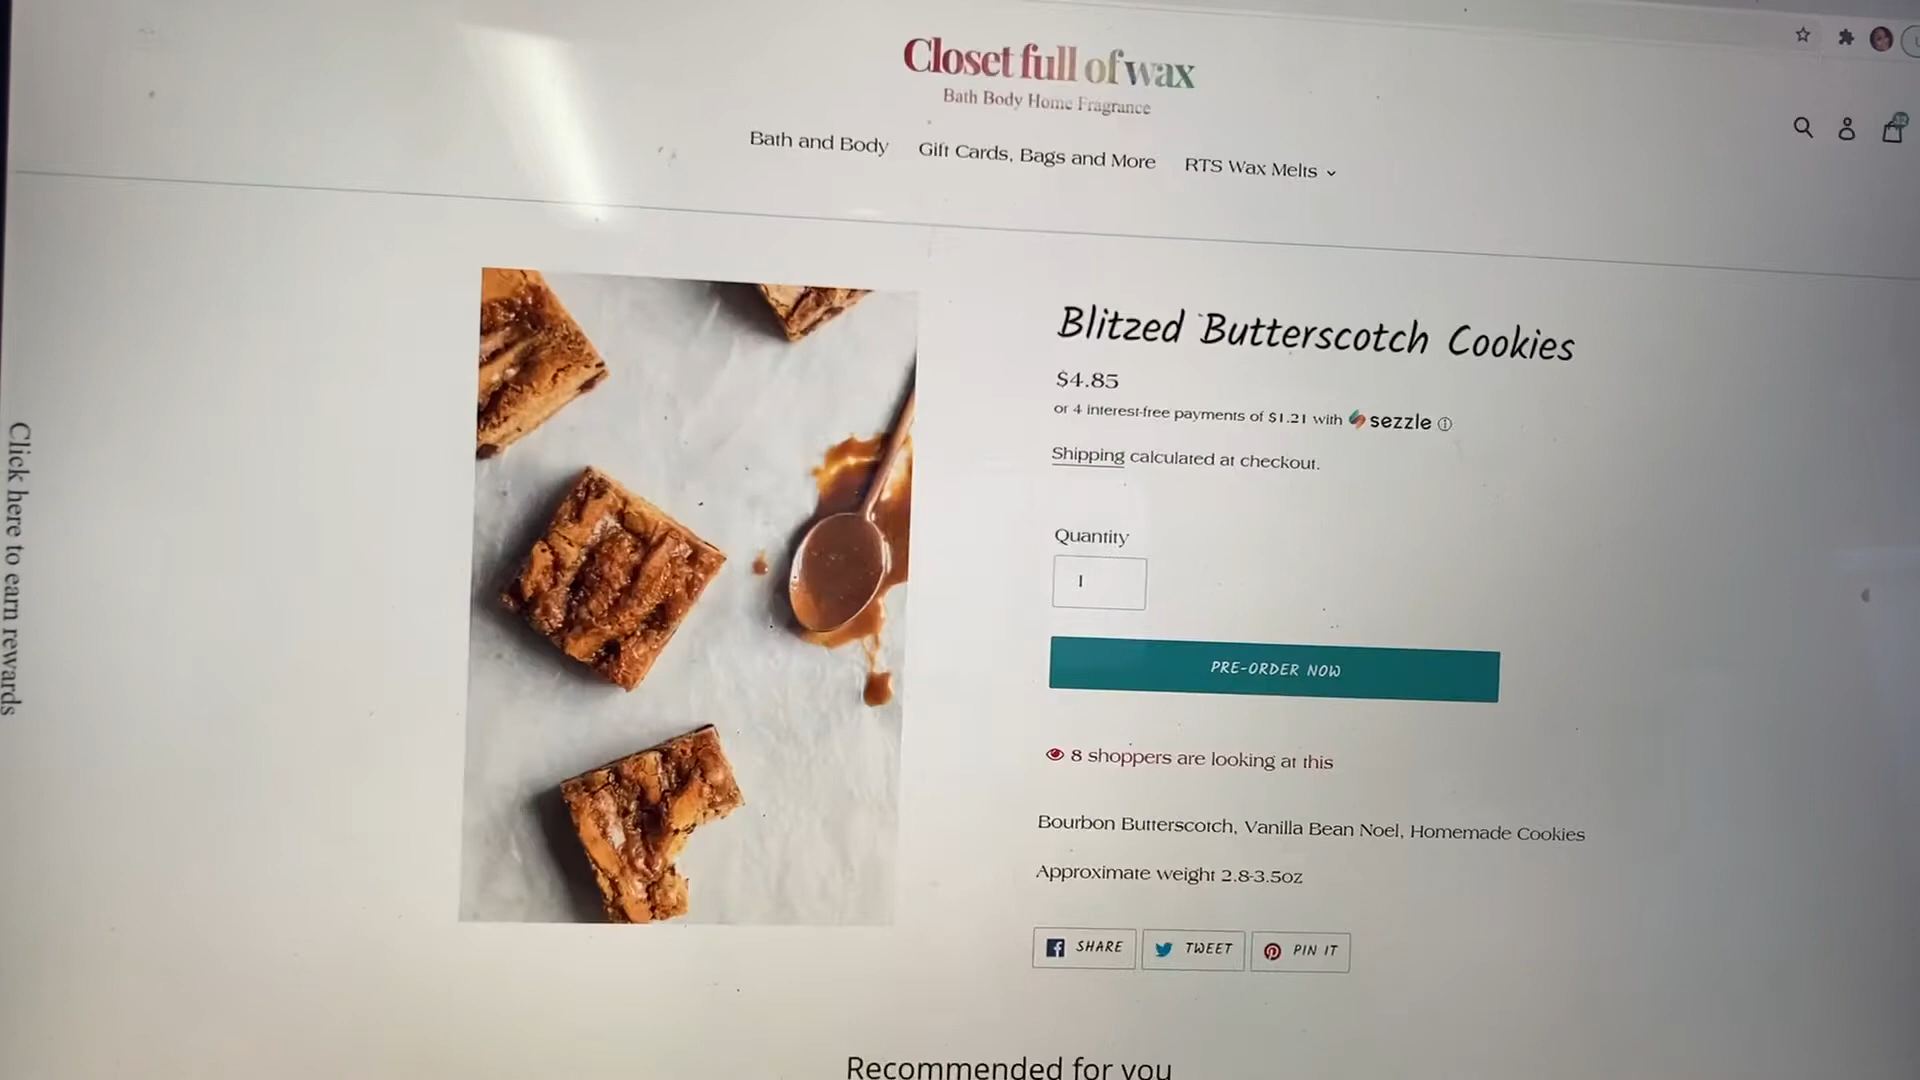 Closet full of wax
Bath Body Home Fragrance
Bath and Body
Gift Cards, Bags and More
RTS Wax Melts
Click here to earn rewards
Blitzed Butterscotch Cookies
$4.85
or 4 interest-free payments of $1.21 with sezzle
Shipping calculated at checkout.
Quantity
1
PRE-ORDER NOW
8 shoppers are looking at this
Bourbon Butterscotch, Vanilla Bean Noel, Homemade Cookies
Approximate weight 2.8-3.5oz
SHARE
TWEET
PIN IT
Recommended for you